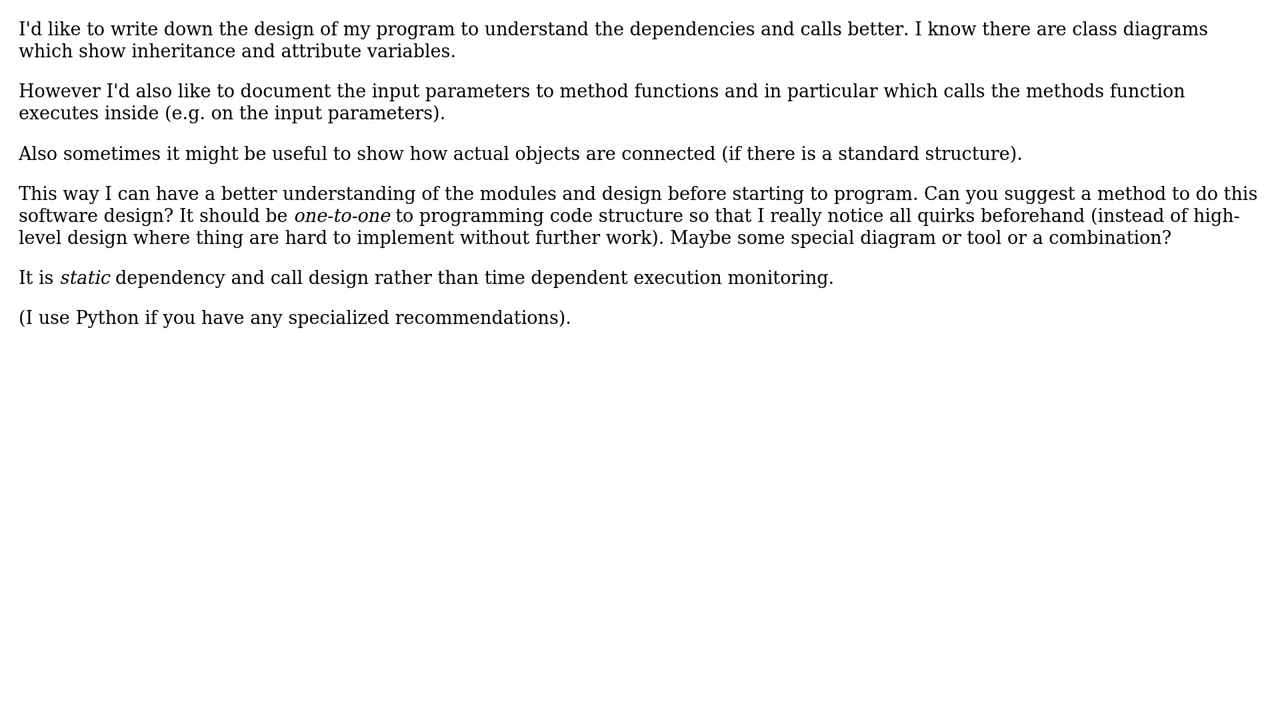 I'd like to write down the design of my program to understand the dependencies and calls better. I know there are class diagrams
which show inheritance and attribute variables.
However I'd also like to document the input parameters to method functions and in particular which calls the methods function
executes inside (e.g. on the input parameters).
Also sometimes it might be useful to show how actual objects are connected (if there is a standard structure).
This way I can have a better understanding of the modules and design before starting to program. Can you suggest a method to do this
software design? It should be one-to-one to programming code structure so that I really notice all quirks beforehand (instead of high-
level design where thing are hard to implement without further work). Maybe some special diagram or tool or a combination?
It is static dependency and call design rather than time dependent execution monitoring.
(I use Python if you have any specialized recommendations).